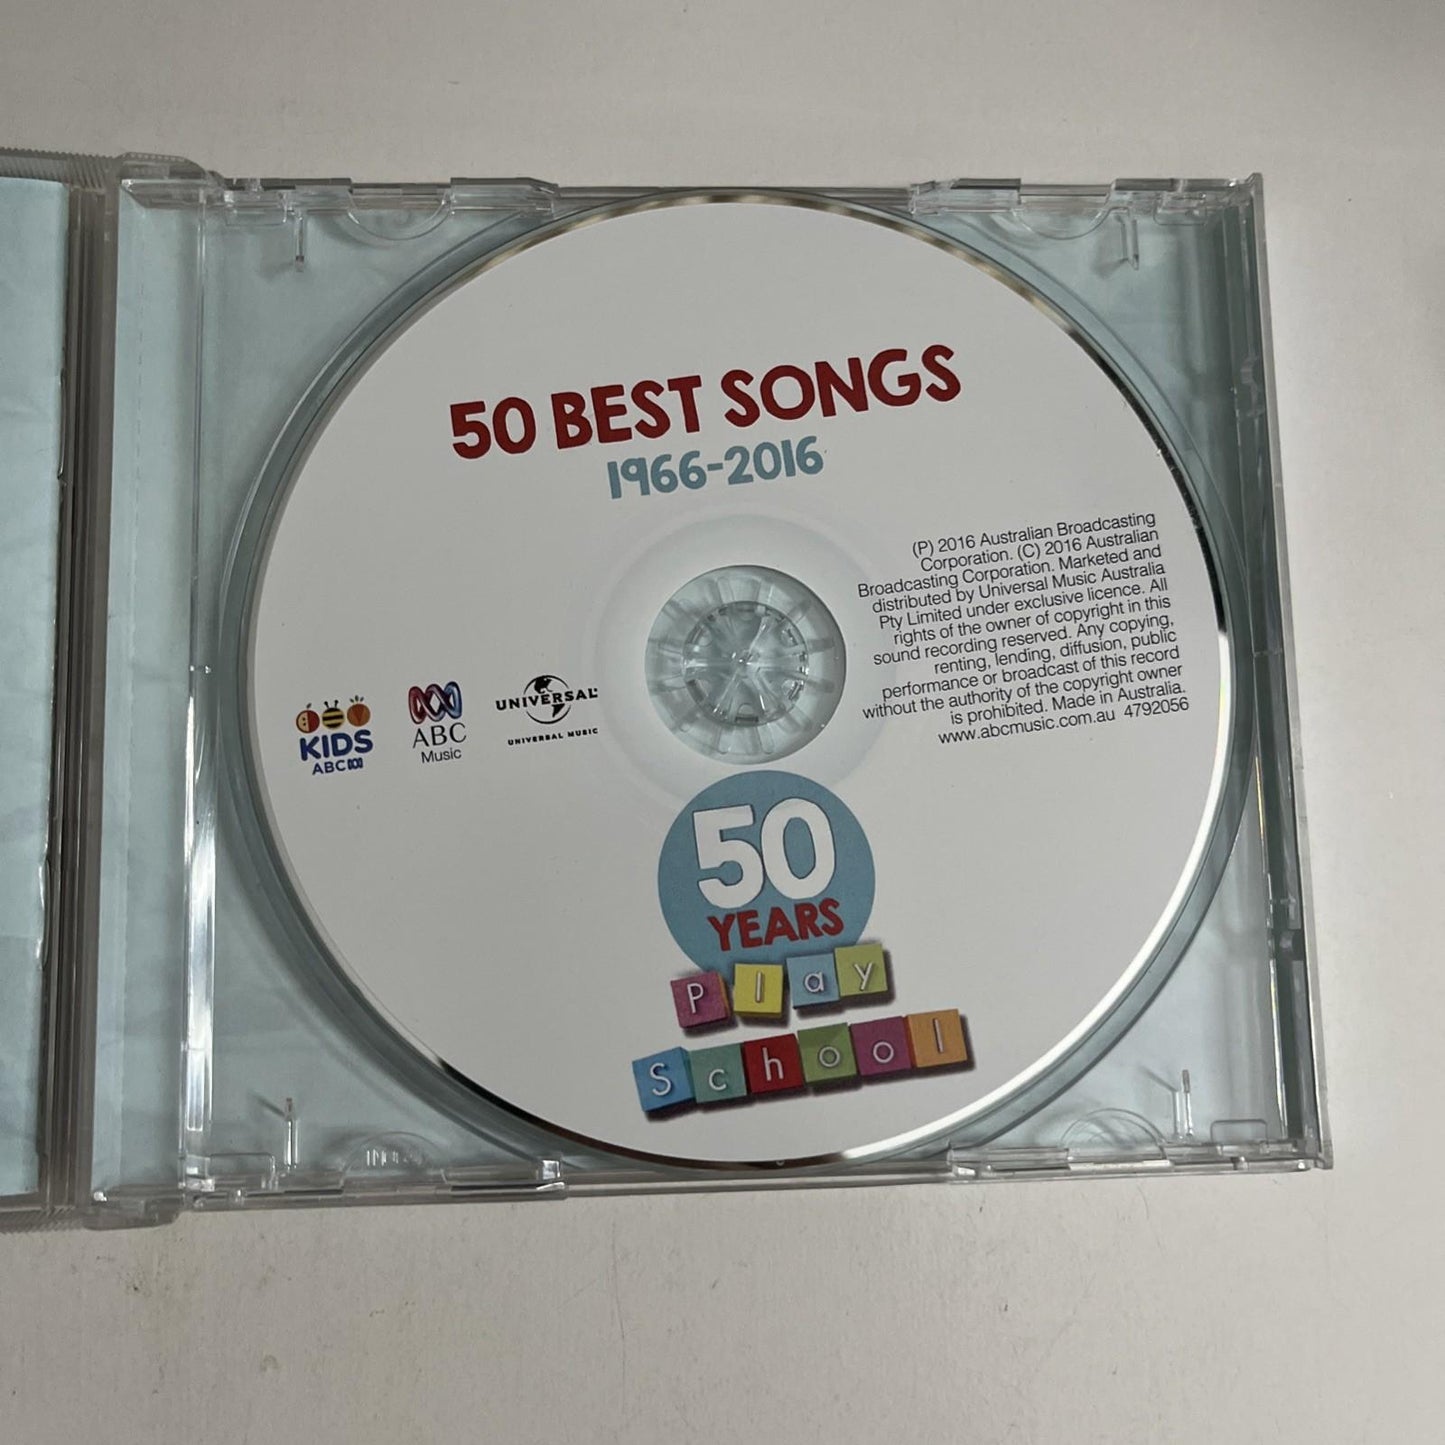 50 BEST SONGS
1966-2016
(P) 2016 Australian Broadcasting
Corporation. (C) 2016 Australian
Broadcasting Corporation. Marketed and
distributed by Universal Music Australia
Pty Limited under exclusive licence. All
rights of the owner of copyright in this
sound recording reserved. Any copying,
renting, lending, diffusion, public
performance or broadcast of this record
without the authority of the copyright owner
is prohibited. Made in Australia.
www.abcmusic.com.au 4792056
KIDS
ABC
ABC
Music
UNIVERSAL
UNIVERSAL MUSIC
50
YEARS
Play
School